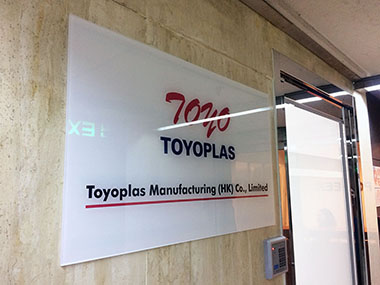 TOYO
TOYOPLAS
Toyoplas Manufacturing (HK) Co., Limited